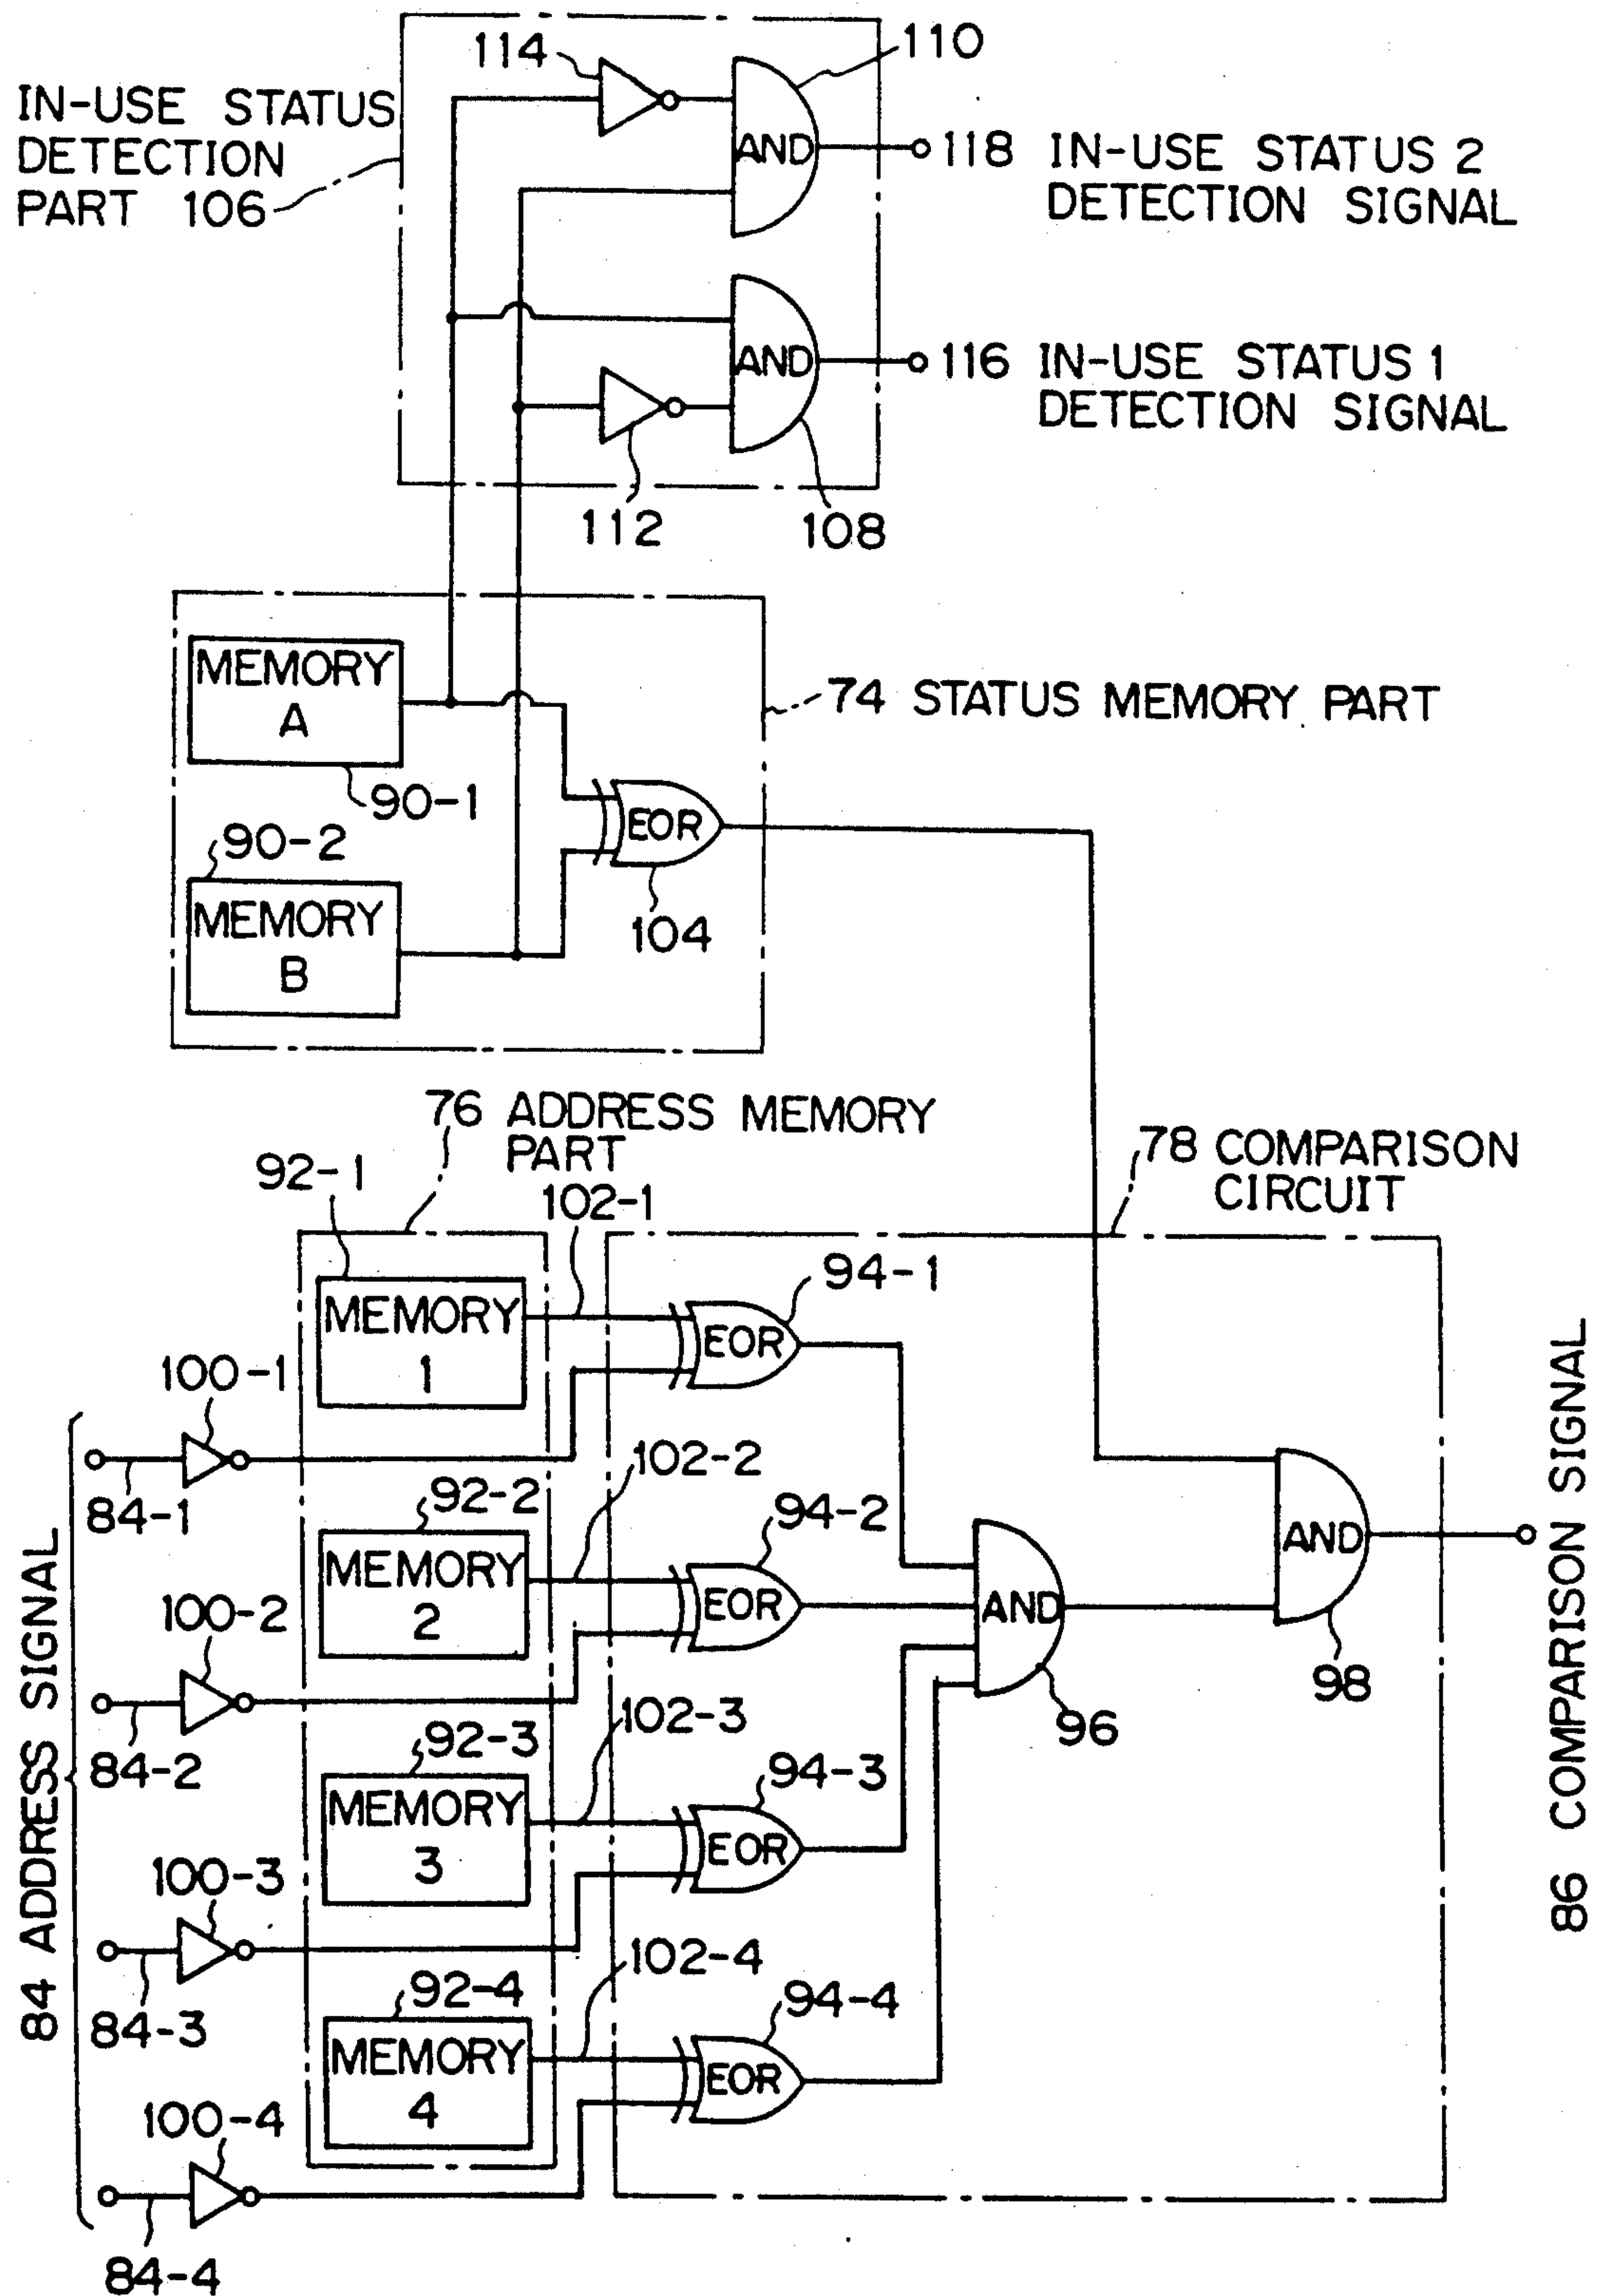 114
110
IN-USE STATUS
DETECTION
PART 106
AND
118 IN-USE STATUS 2
DETECTION SIGNAL
AND
116 IN-USE STATUS 1
DETECTION SIGNAL
112
108
MEMORY
A
90-1
74 STATUS MEMORY PART
EOR
104
90-2
MEMORY
B
76 ADDRESS MEMORY
PART
78 COMPARISON
CIRCUIT
92-1
102-1
MEMORY
1
94-1
EOR
100-1
84-1
92-2
102-2
MEMORY
2
94-2
EOR
100-2
84-2
AND
96
AND
98
92-3
102-3
MEMORY
3
94-3
EOR
100-3
84-3
92-4
102-4
MEMORY
4
94-4
EOR
100-4
84-4
84 ADDRESS SIGNAL
86 COMPARISON SIGNAL